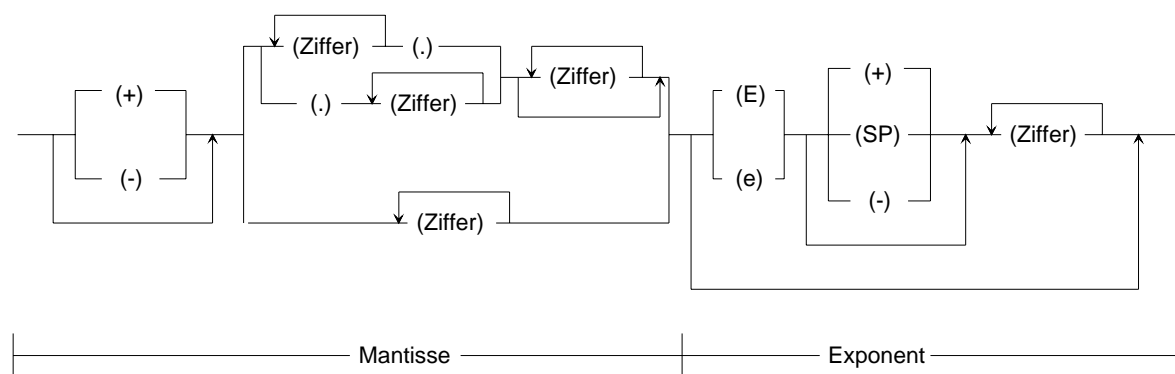 (Ziffer) (.)
(.) (Ziffer) (Ziffer)
(+) (E) (+)
(SP) (Ziffer)
(-) (e) (-)
(Ziffer)
Mantisse Exponent